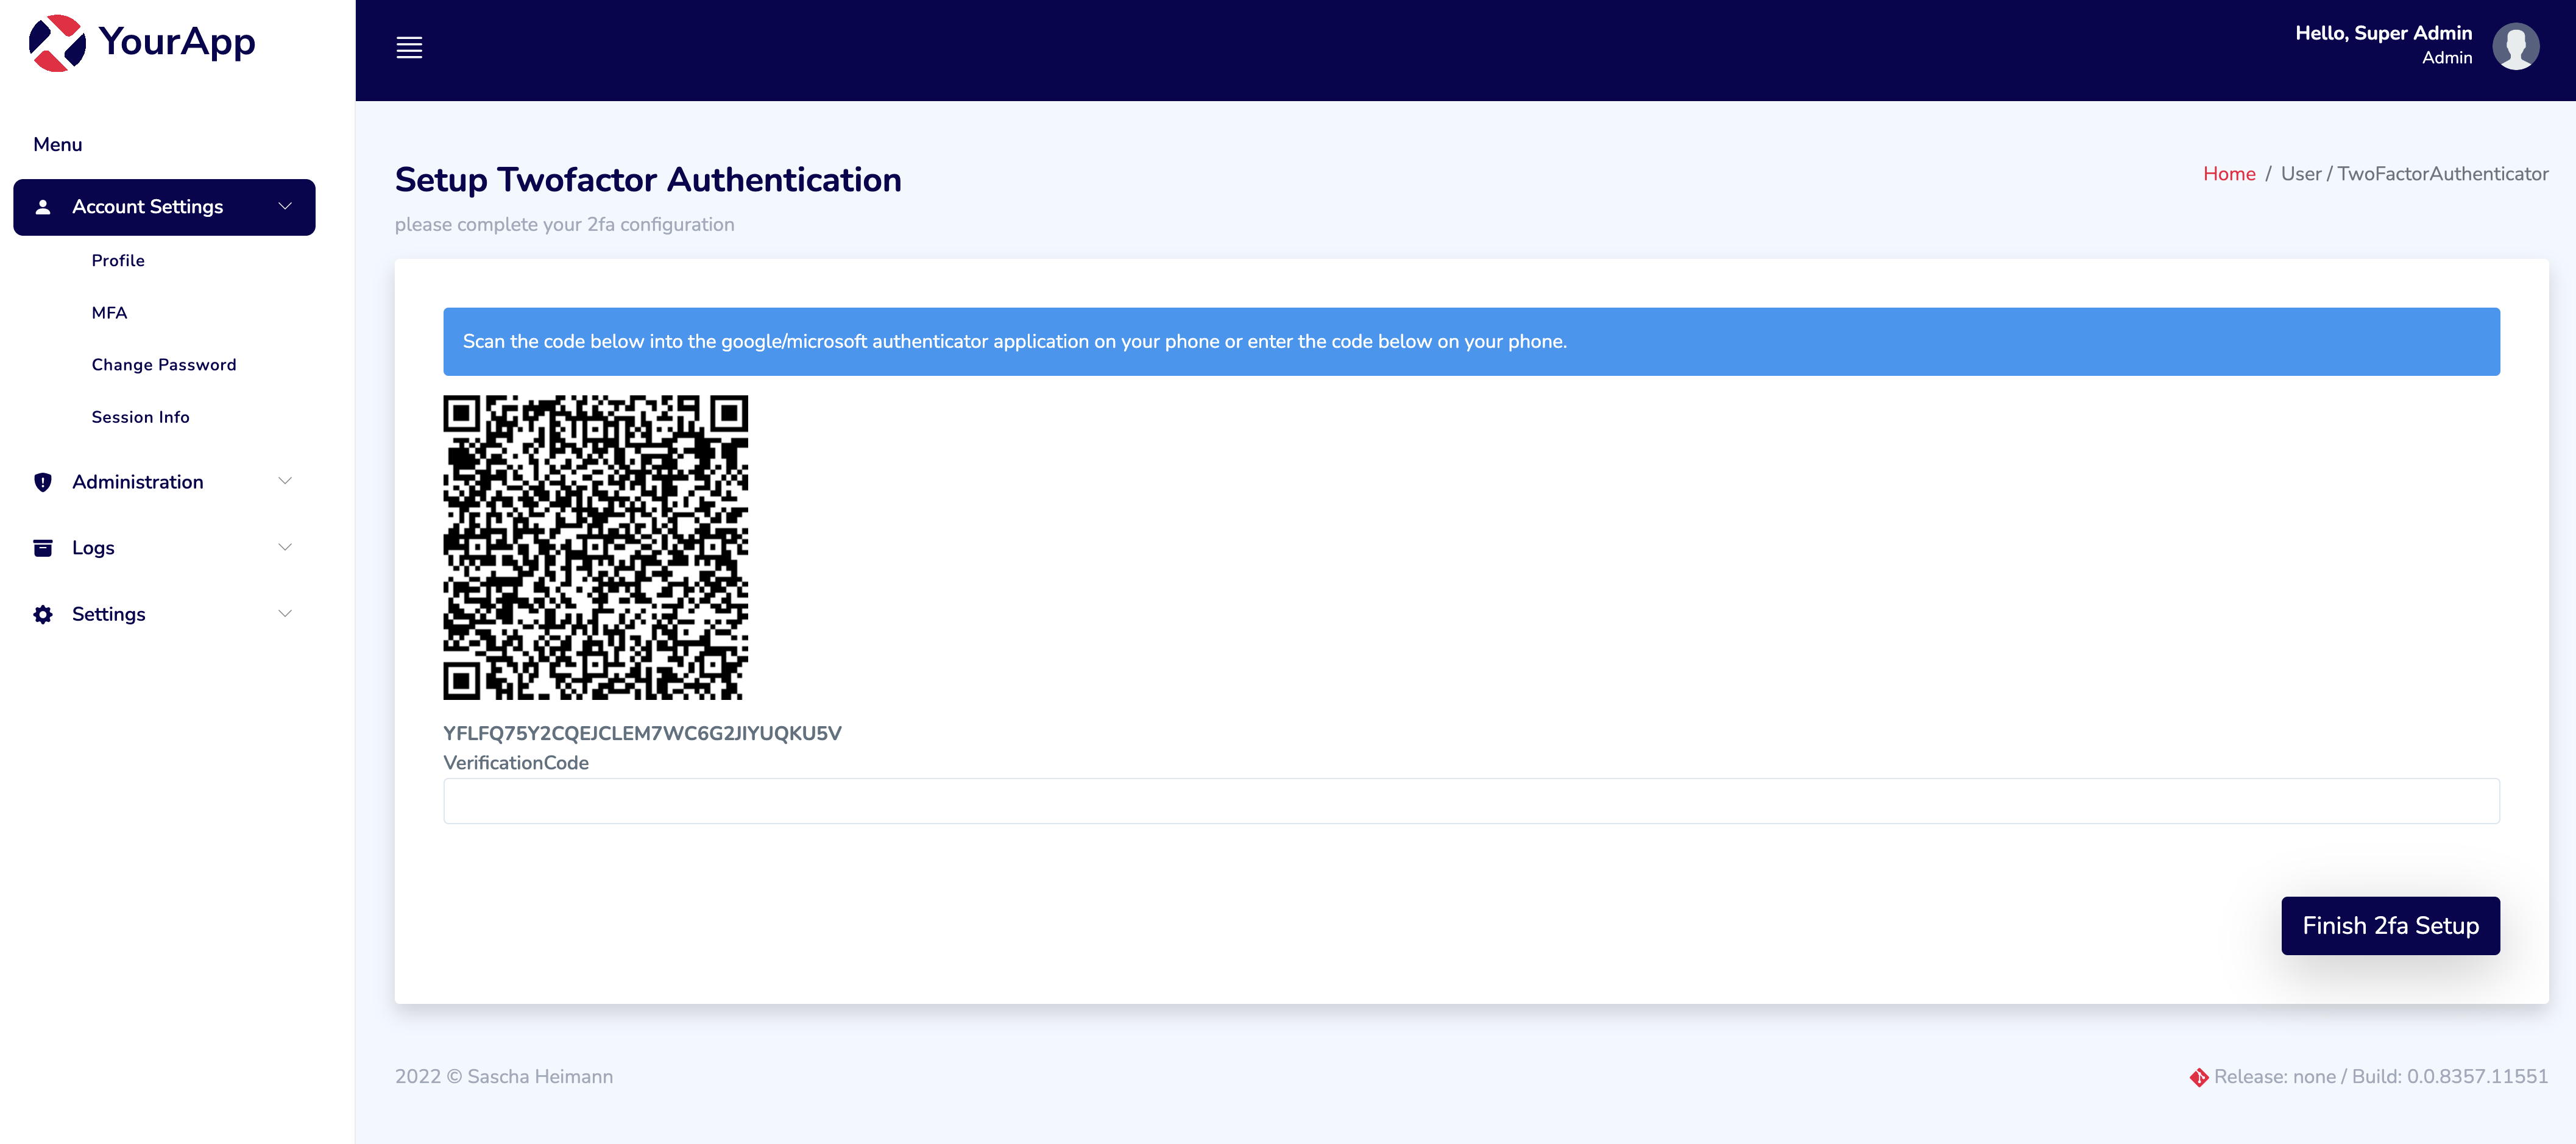 YourApp
Hello, Super Admin
Admin
Menu
Account Settings
Profile
MFA
Change Password
Session Info
Administration
Logs
Settings
Setup Twofactor Authentication
Home / User / TwoFactorAuthenticator
please complete your 2fa configuration
Scan the code below into the google/microsoft authenticator application on your phone or enter the code below on your phone.
YFLFQ75Y2CQEJCLEM7WC6G2JIYUQKU5V
VerificationCode
Finish 2fa Setup
2022 © Sascha Heimann
Release: none / Build: 0.0.8357.11551